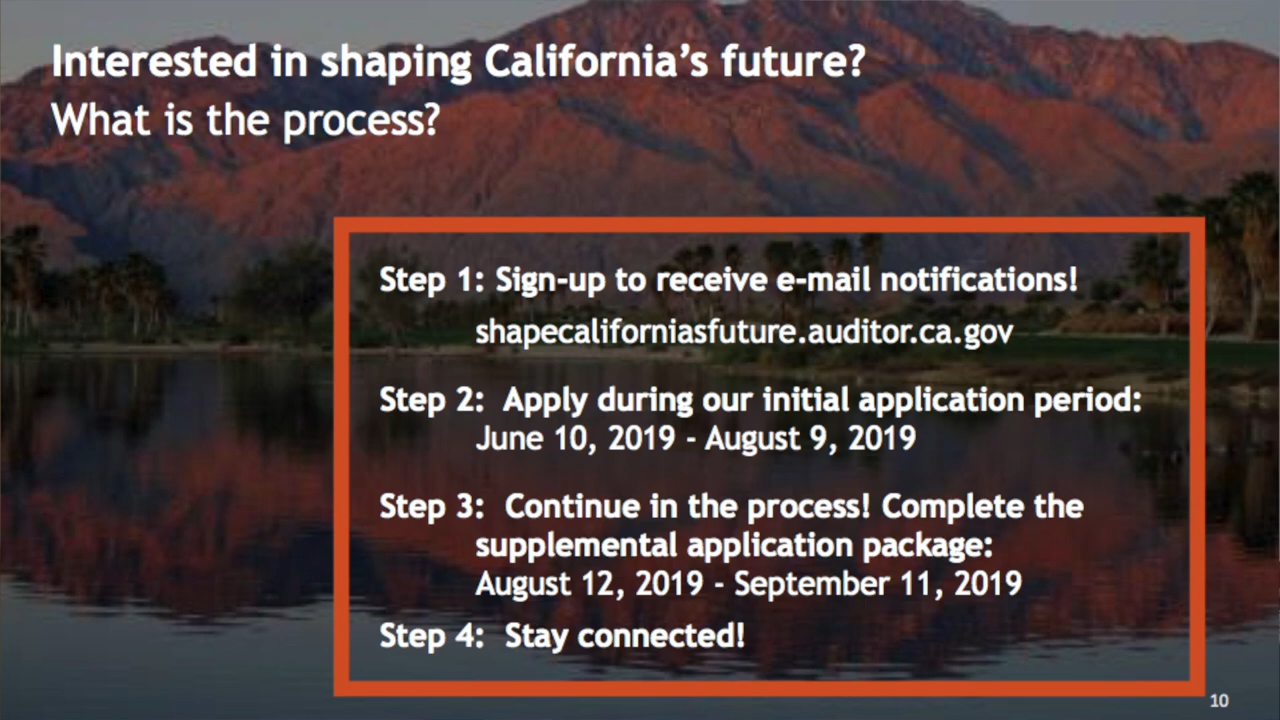 Interested in shaping California’s future?
What is the process?
Step 1: Sign-up to receive e-mail notifications!
shapecaliforniasfuture.auditor.ca.gov
Step 2: Apply during our initial application period:
June 10, 2019 - August 9, 2019
Step 3: Continue in the process! Complete the
supplemental application package:
August 12, 2019 - September 11, 2019
Step 4: Stay connected!
10